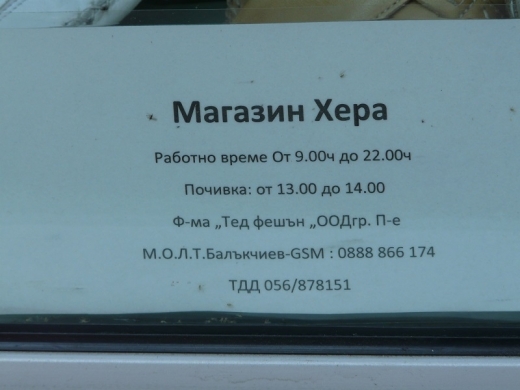 Магазин Хера
Работно време От 9.00ч до 22.00ч
Почивка: от 13.00 до 14.00
Ф-ма „Тед фешън „ООДгр. П-е
М.О.Л.Т.Балъкчиев-GSM : 0888 866 174
ТДД 056/878151